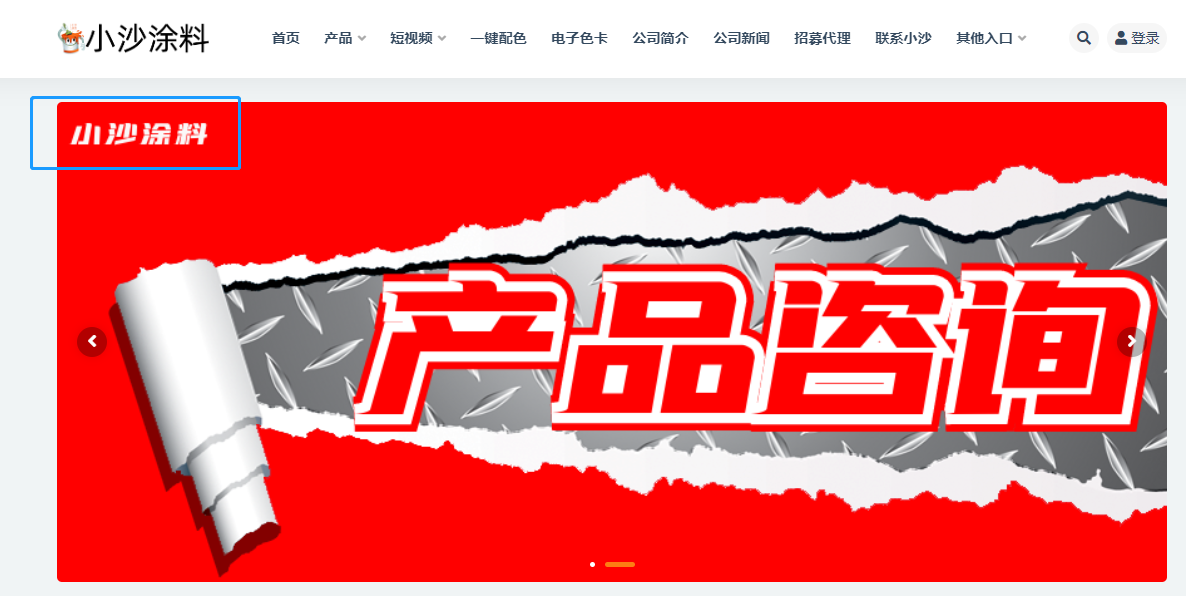 小沙涂料
首页 产品 短视频 一键配色 电子色卡 公司简介 公司新闻 招募代理 联系小沙 其他入口 登录
小沙涂料
产品咨询